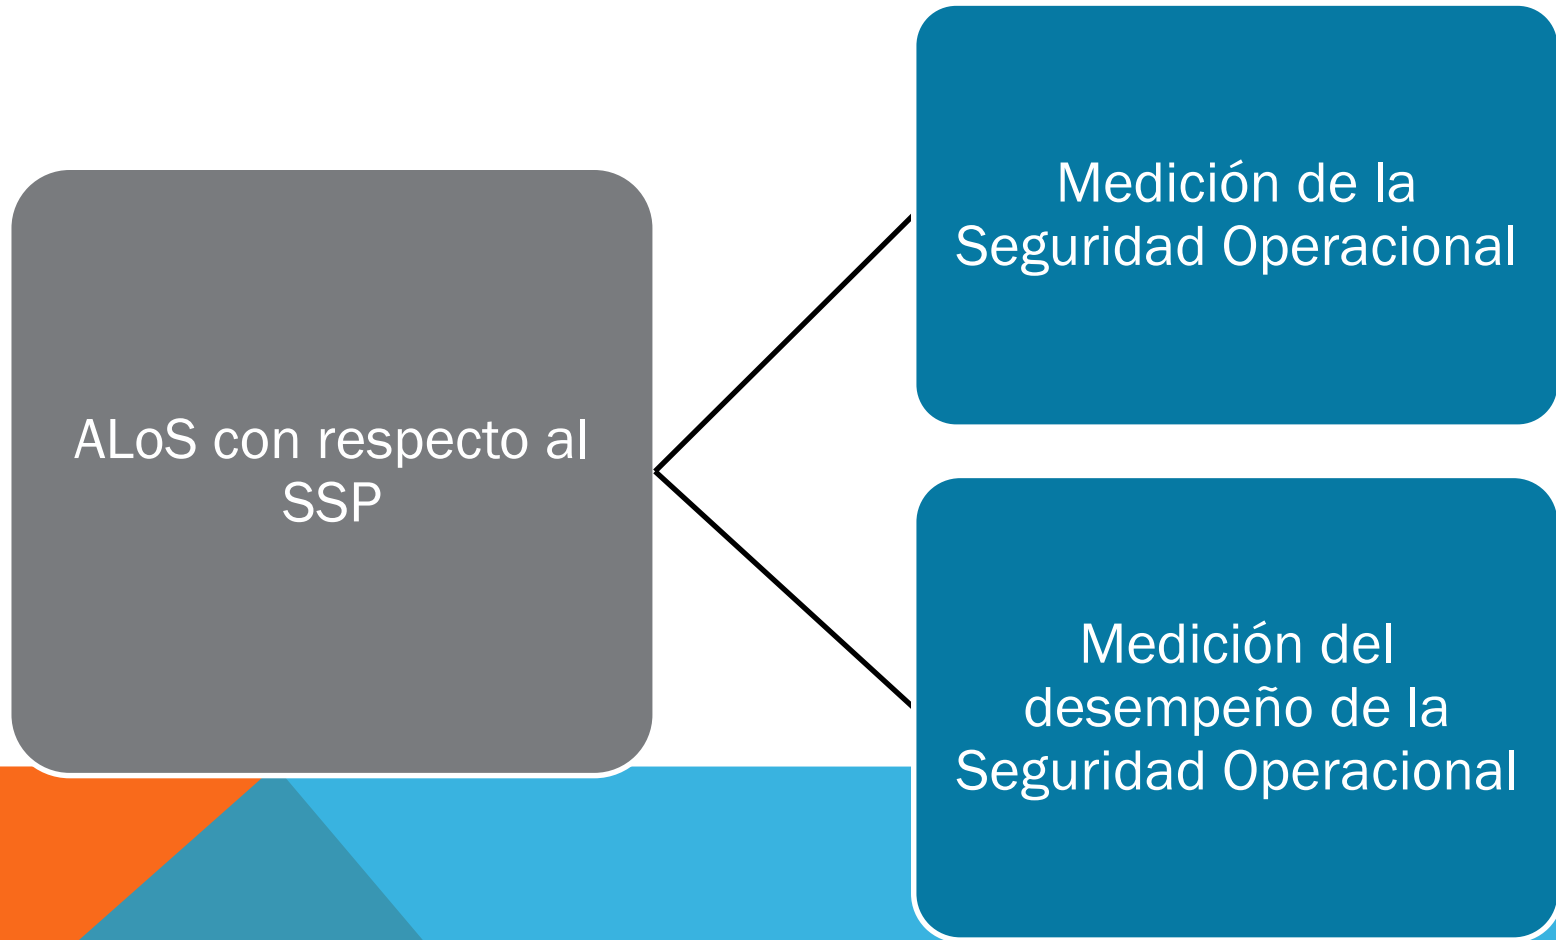 ALoS con respecto al
SSP
Medición de la
Seguridad Operacional
Medición del
desempeño de la
Seguridad Operacional